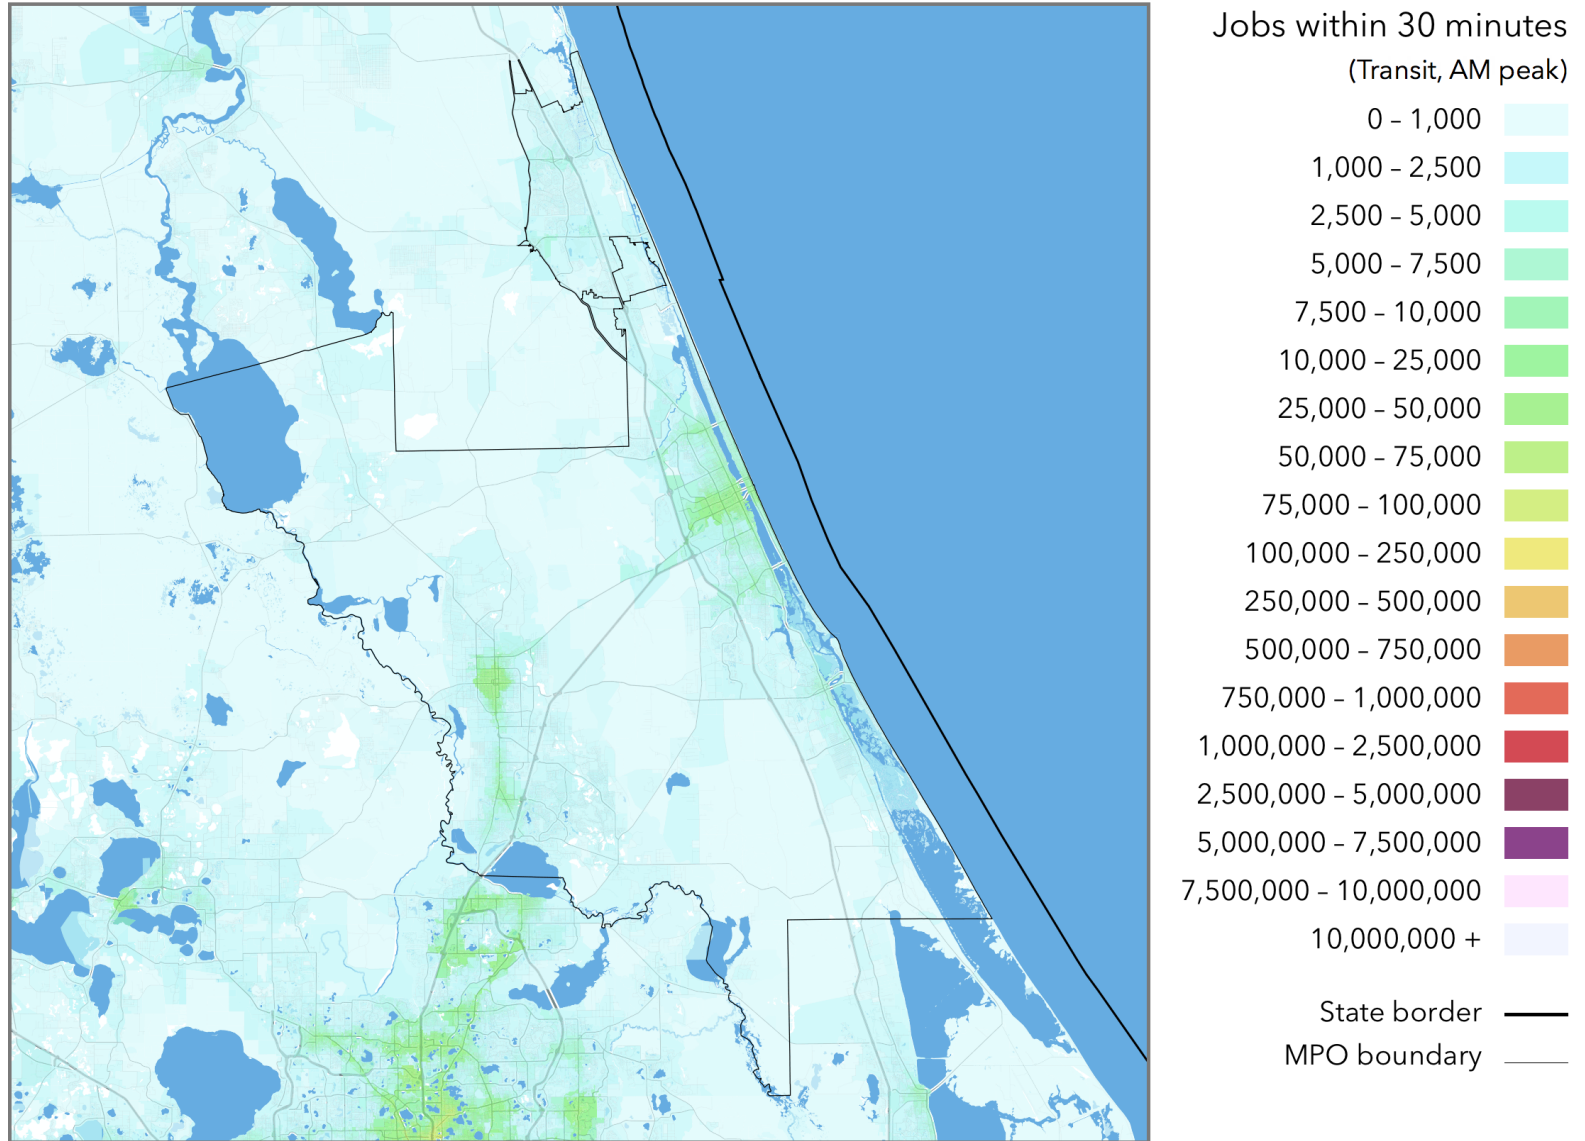 Jobs within 30 minutes
(Transit, AM peak)
0 – 1,000
1,000 – 2,500
2,500 – 5,000
5,000 – 7,500
7,500 – 10,000
10,000 – 25,000
25,000 – 50,000
50,000 – 75,000
75,000 – 100,000
100,000 – 250,000
250,000 – 500,000
500,000 – 750,000
750,000 – 1,000,000
1,000,000 – 2,500,000
2,500,000 – 5,000,000
5,000,000 – 7,500,000
7,500,000 – 10,000,000
10,000,000 +
State border
MPO boundary